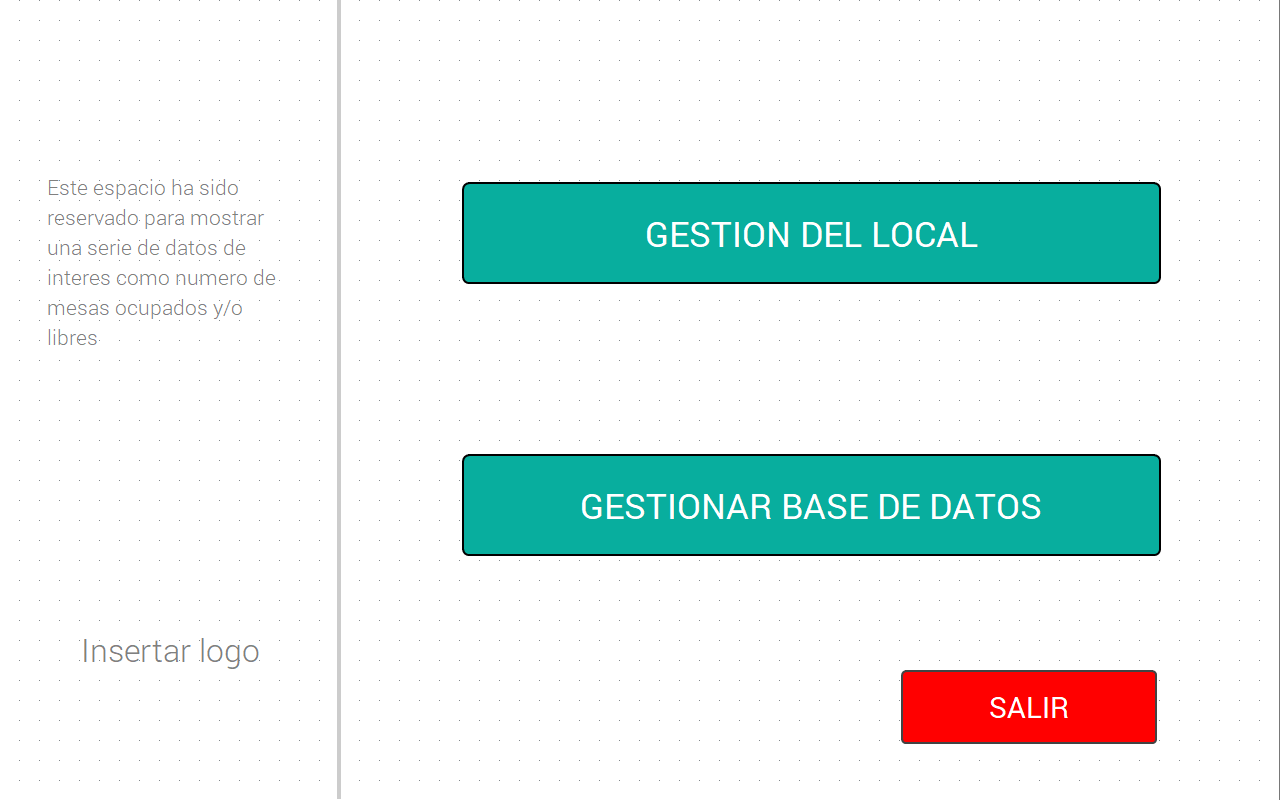 Este espacio ha sido
reservado para mostrar
una serie de datos de
interes como numero de
mesas ocupados y/o
libres
Insertar logo
GESTION DEL LOCAL
GESTIONAR BASE DE DATOS
SALIR